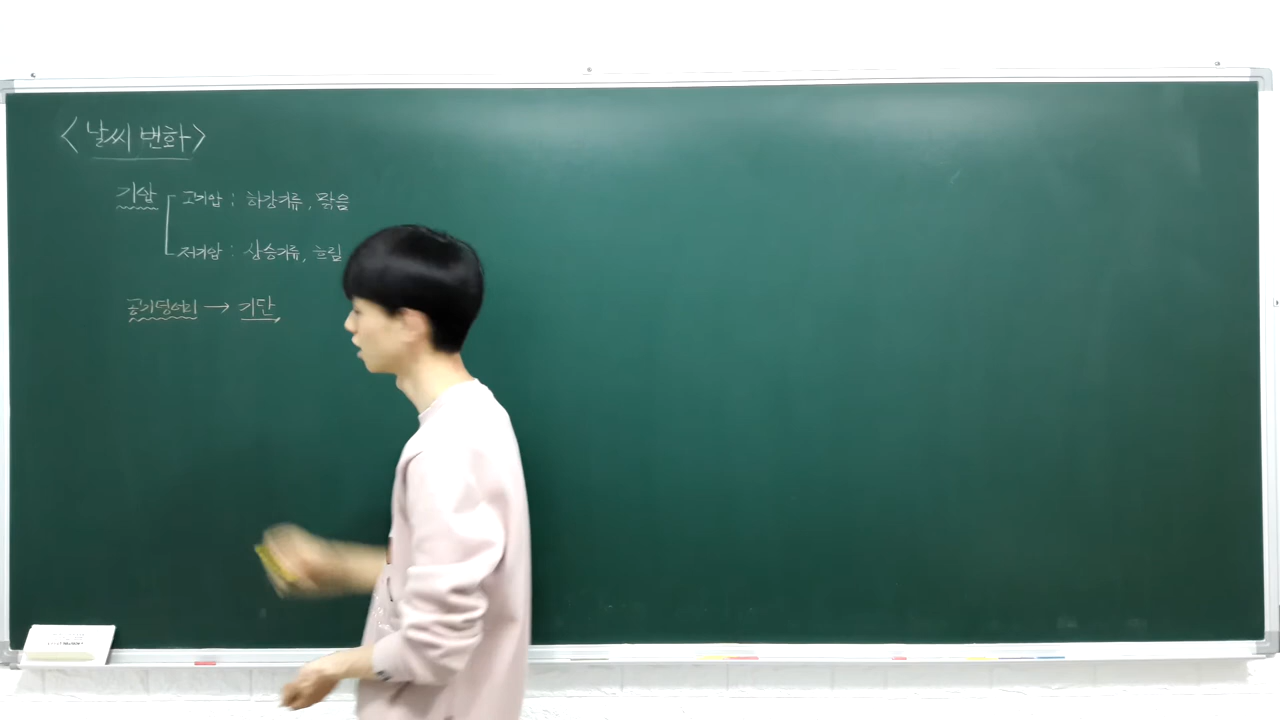 <날씨 변화>
기압 고기압 : 하강기류, 맑음
저기압 : 상승기류, 흐림
공기덩어리 → 기단